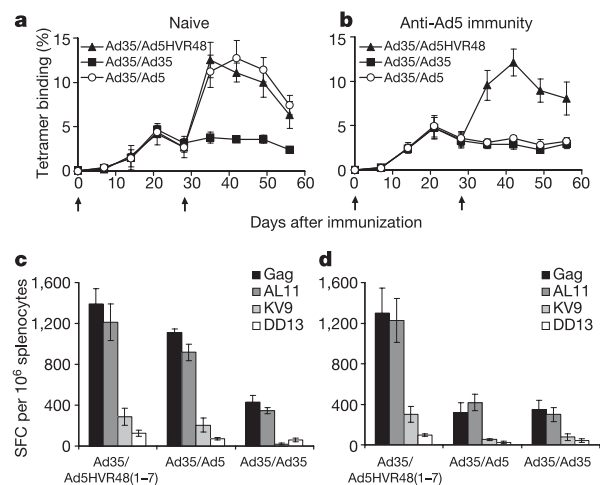 a
Naive
b
Anti-Ad5 immunity
Tetramer binding (%)
15
10
5
0
Ad35/Ad5HVR48
Ad35/Ad35
Ad35/Ad5
0 10 20 30 40 50 60
15
10
5
0
Ad35/Ad5HVR48
Ad35/Ad35
Ad35/Ad5
0 10 20 30 40 50 60
Days after immunization
c
SFC per 10⁶ splenocytes
1,600
1,200
800
400
0
Gag
AL11
KV9
DD13
Ad35/
Ad5HVR48(1–7)
Ad35/Ad5
Ad35/Ad35
d
1,600
1,200
800
400
0
Gag
AL11
KV9
DD13
Ad35/
Ad5HVR48(1–7)
Ad35/Ad5
Ad35/Ad35